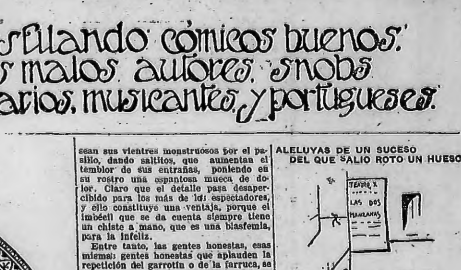 sfilando cómicos buenos,
s malos autores, snobs
arios, musicantes, y portugueses.
sean sus vientres monstruosos por el pa-
sillo, dando saltitos, que aumentan el
temblor de sus entrañas, poniendo en
su rostro una espantosa mueca de do-
lor. Claro que el detalle pasa desaper-
cibido para los más de los espectadores,
y ello constituye una ventaja, porque el
imbécil que se da cuenta siempre tiene
un chiste a mano, que es una blasfemia,
para la infeliz.
Entre tanto, las gentes honestas, esas
mismas gentes honestas que aplauden la
repetición del garrotín o de la farruca, se
ALELUYAS DE UN SUCESO
DEL QUE SALIO ROTO UN HUESO
TEATRO X
LAS DOS
MANZANAS